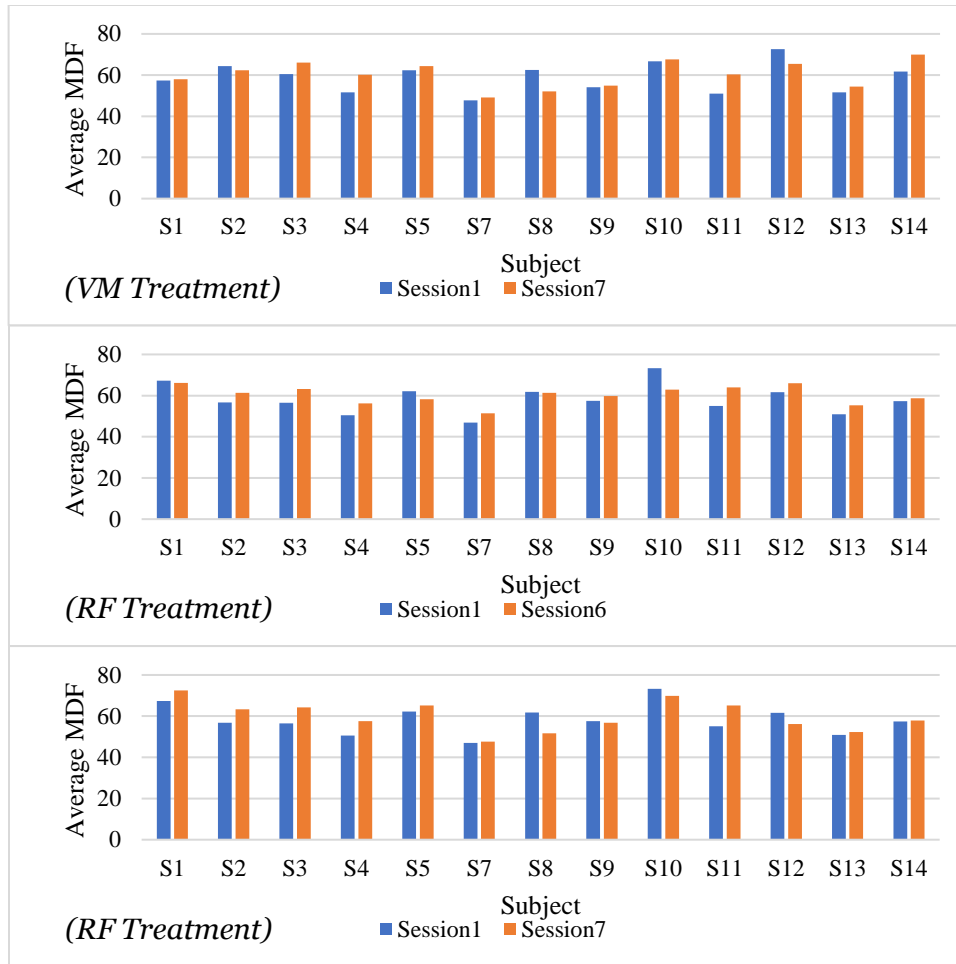 80
60
40
20
0
Average MDF
S1 S2 S3 S4 S5 S7 S8 S9 S10 S11 S12 S13 S14
Subject
(VM Treatment)
Session1 Session7
80
60
40
20
0
Average MDF
S1 S2 S3 S4 S5 S7 S8 S9 S10 S11 S12 S13 S14
Subject
(RF Treatment)
Session1 Session6
80
60
40
20
0
Average MDF
S1 S2 S3 S4 S5 S7 S8 S9 S10 S11 S12 S13 S14
Subject
(RF Treatment)
Session1 Session7